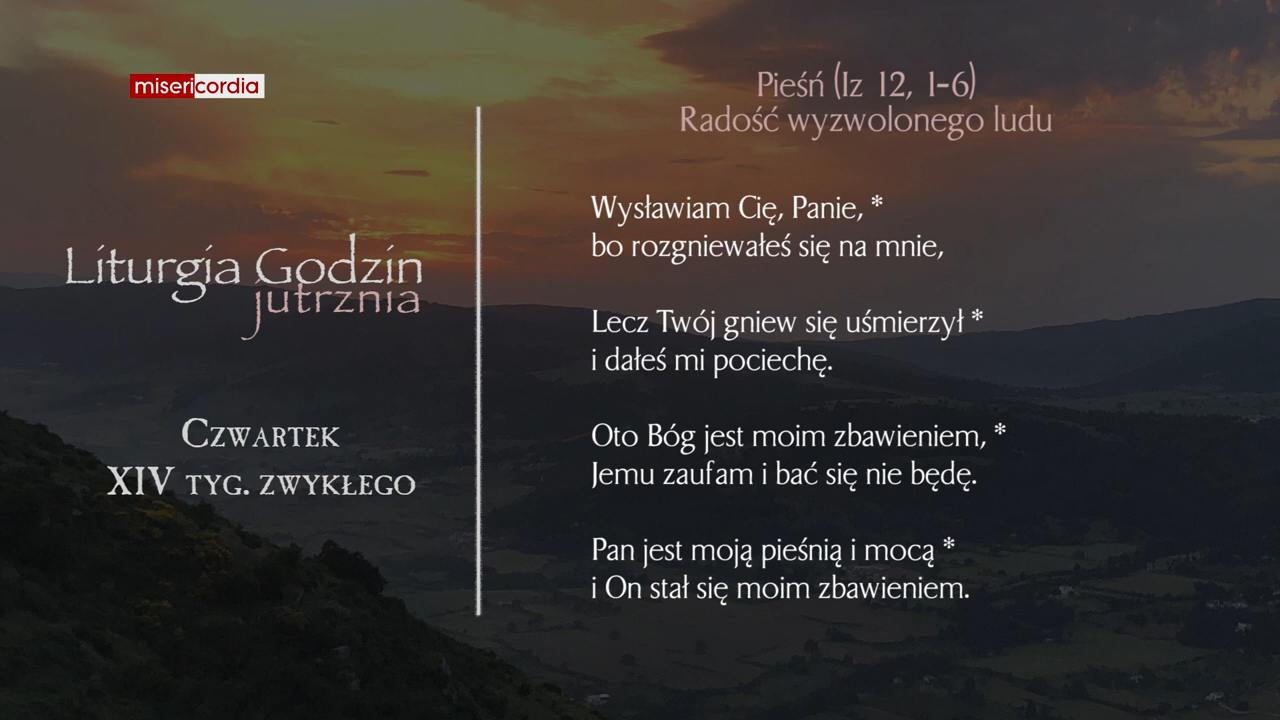 misericordia
Liturgia Godzin
jutrznia
Czwartek
XIV tyg. zwykłego
Pieśń (Iz 12, 1-6)
Radość wyzwolonego ludu
Wysławiam Cię, Panie, *
bo rozgniewałeś się na mnie,
Lecz Twój gniew się uśmierzył *
i dałeś mi pociechę.
Oto Bóg jest moim zbawieniem, *
Jemu zaufam i bać się nie będę.
Pan jest moją pieśnią i mocą *
i On stał się moim zbawieniem.